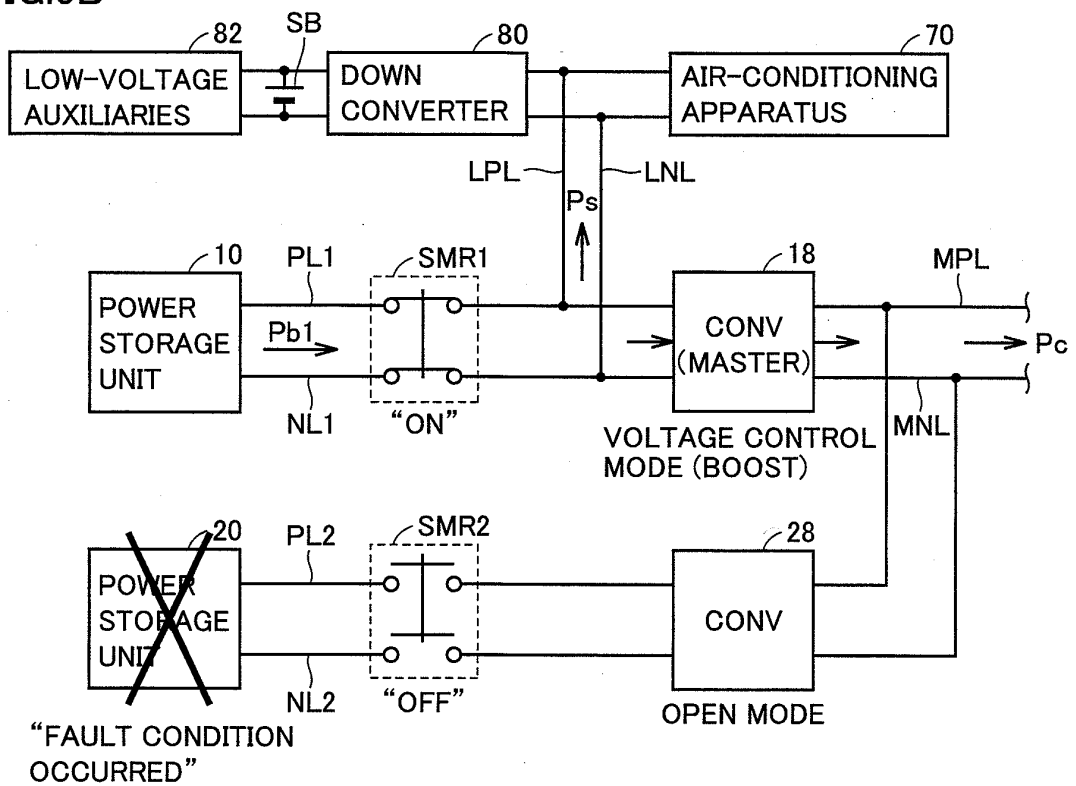 82
SB
80
70
LOW-VOLTAGE
AUXILIARIES
DOWN
CONVERTER
AIR-CONDITIONING
APPARATUS
LPL
LNL
Ps
10
PL1
SMR1
18
MPL
POWER
STORAGE
UNIT
Pb1
CONV
(MASTER)
Pc
NL1
"ON"
MNL
VOLTAGE CONTROL
MODE (BOOST)
20
PL2
SMR2
28
POWER
STORAGE
UNIT
CONV
NL2
"OFF"
OPEN MODE
"FAULT CONDITION
OCCURRED"